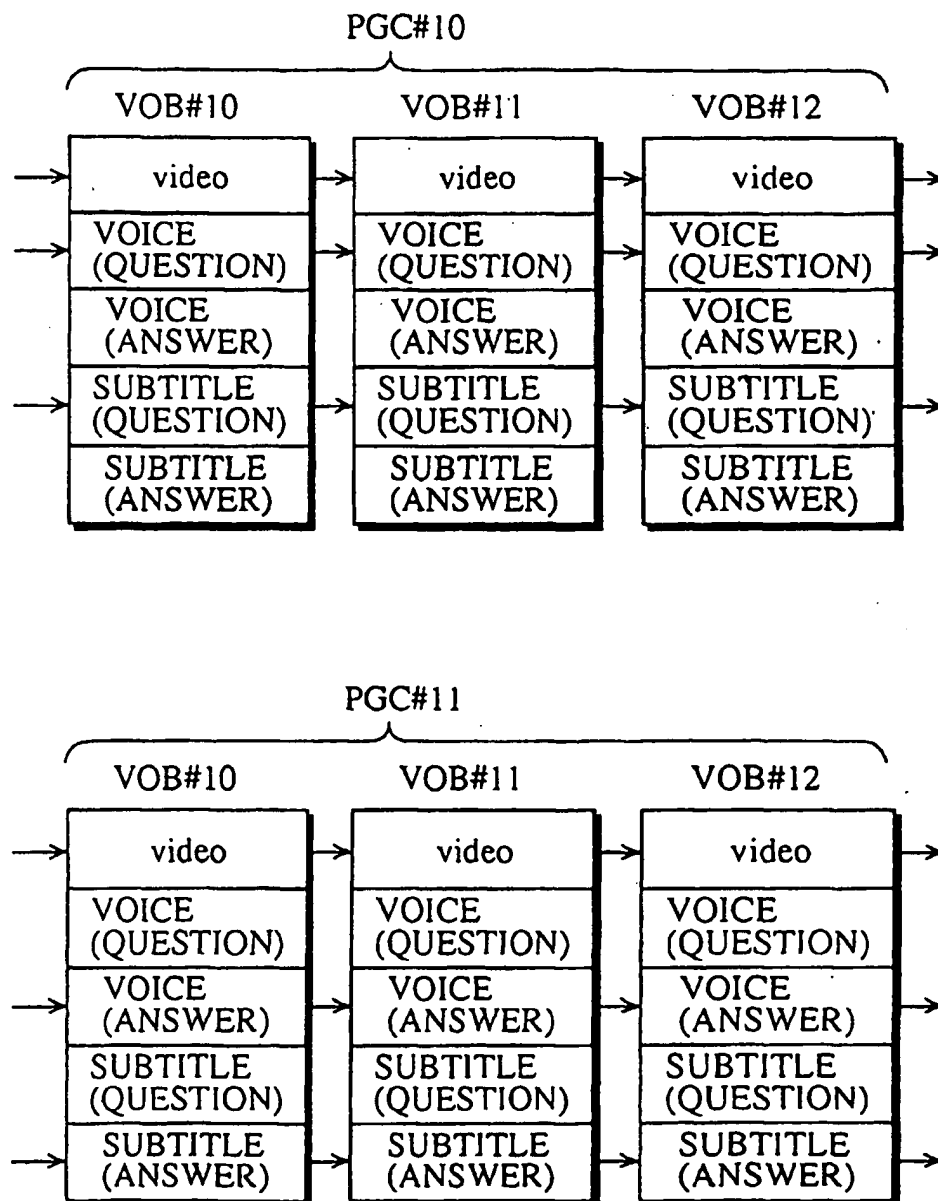 PGC#10
VOB#10 VOB#11 VOB#12
video video video
VOICE (QUESTION) VOICE (QUESTION) VOICE (QUESTION)
VOICE (ANSWER) VOICE (ANSWER) VOICE (ANSWER)
SUBTITLE (QUESTION) SUBTITLE (QUESTION) SUBTITLE (QUESTION)
SUBTITLE (ANSWER) SUBTITLE (ANSWER) SUBTITLE (ANSWER)
PGC#11
VOB#10 VOB#11 VOB#12
video video video
VOICE (QUESTION) VOICE (QUESTION) VOICE (QUESTION)
VOICE (ANSWER) VOICE (ANSWER) VOICE (ANSWER)
SUBTITLE (QUESTION) SUBTITLE (QUESTION) SUBTITLE (QUESTION)
SUBTITLE (ANSWER) SUBTITLE (ANSWER) SUBTITLE (ANSWER)